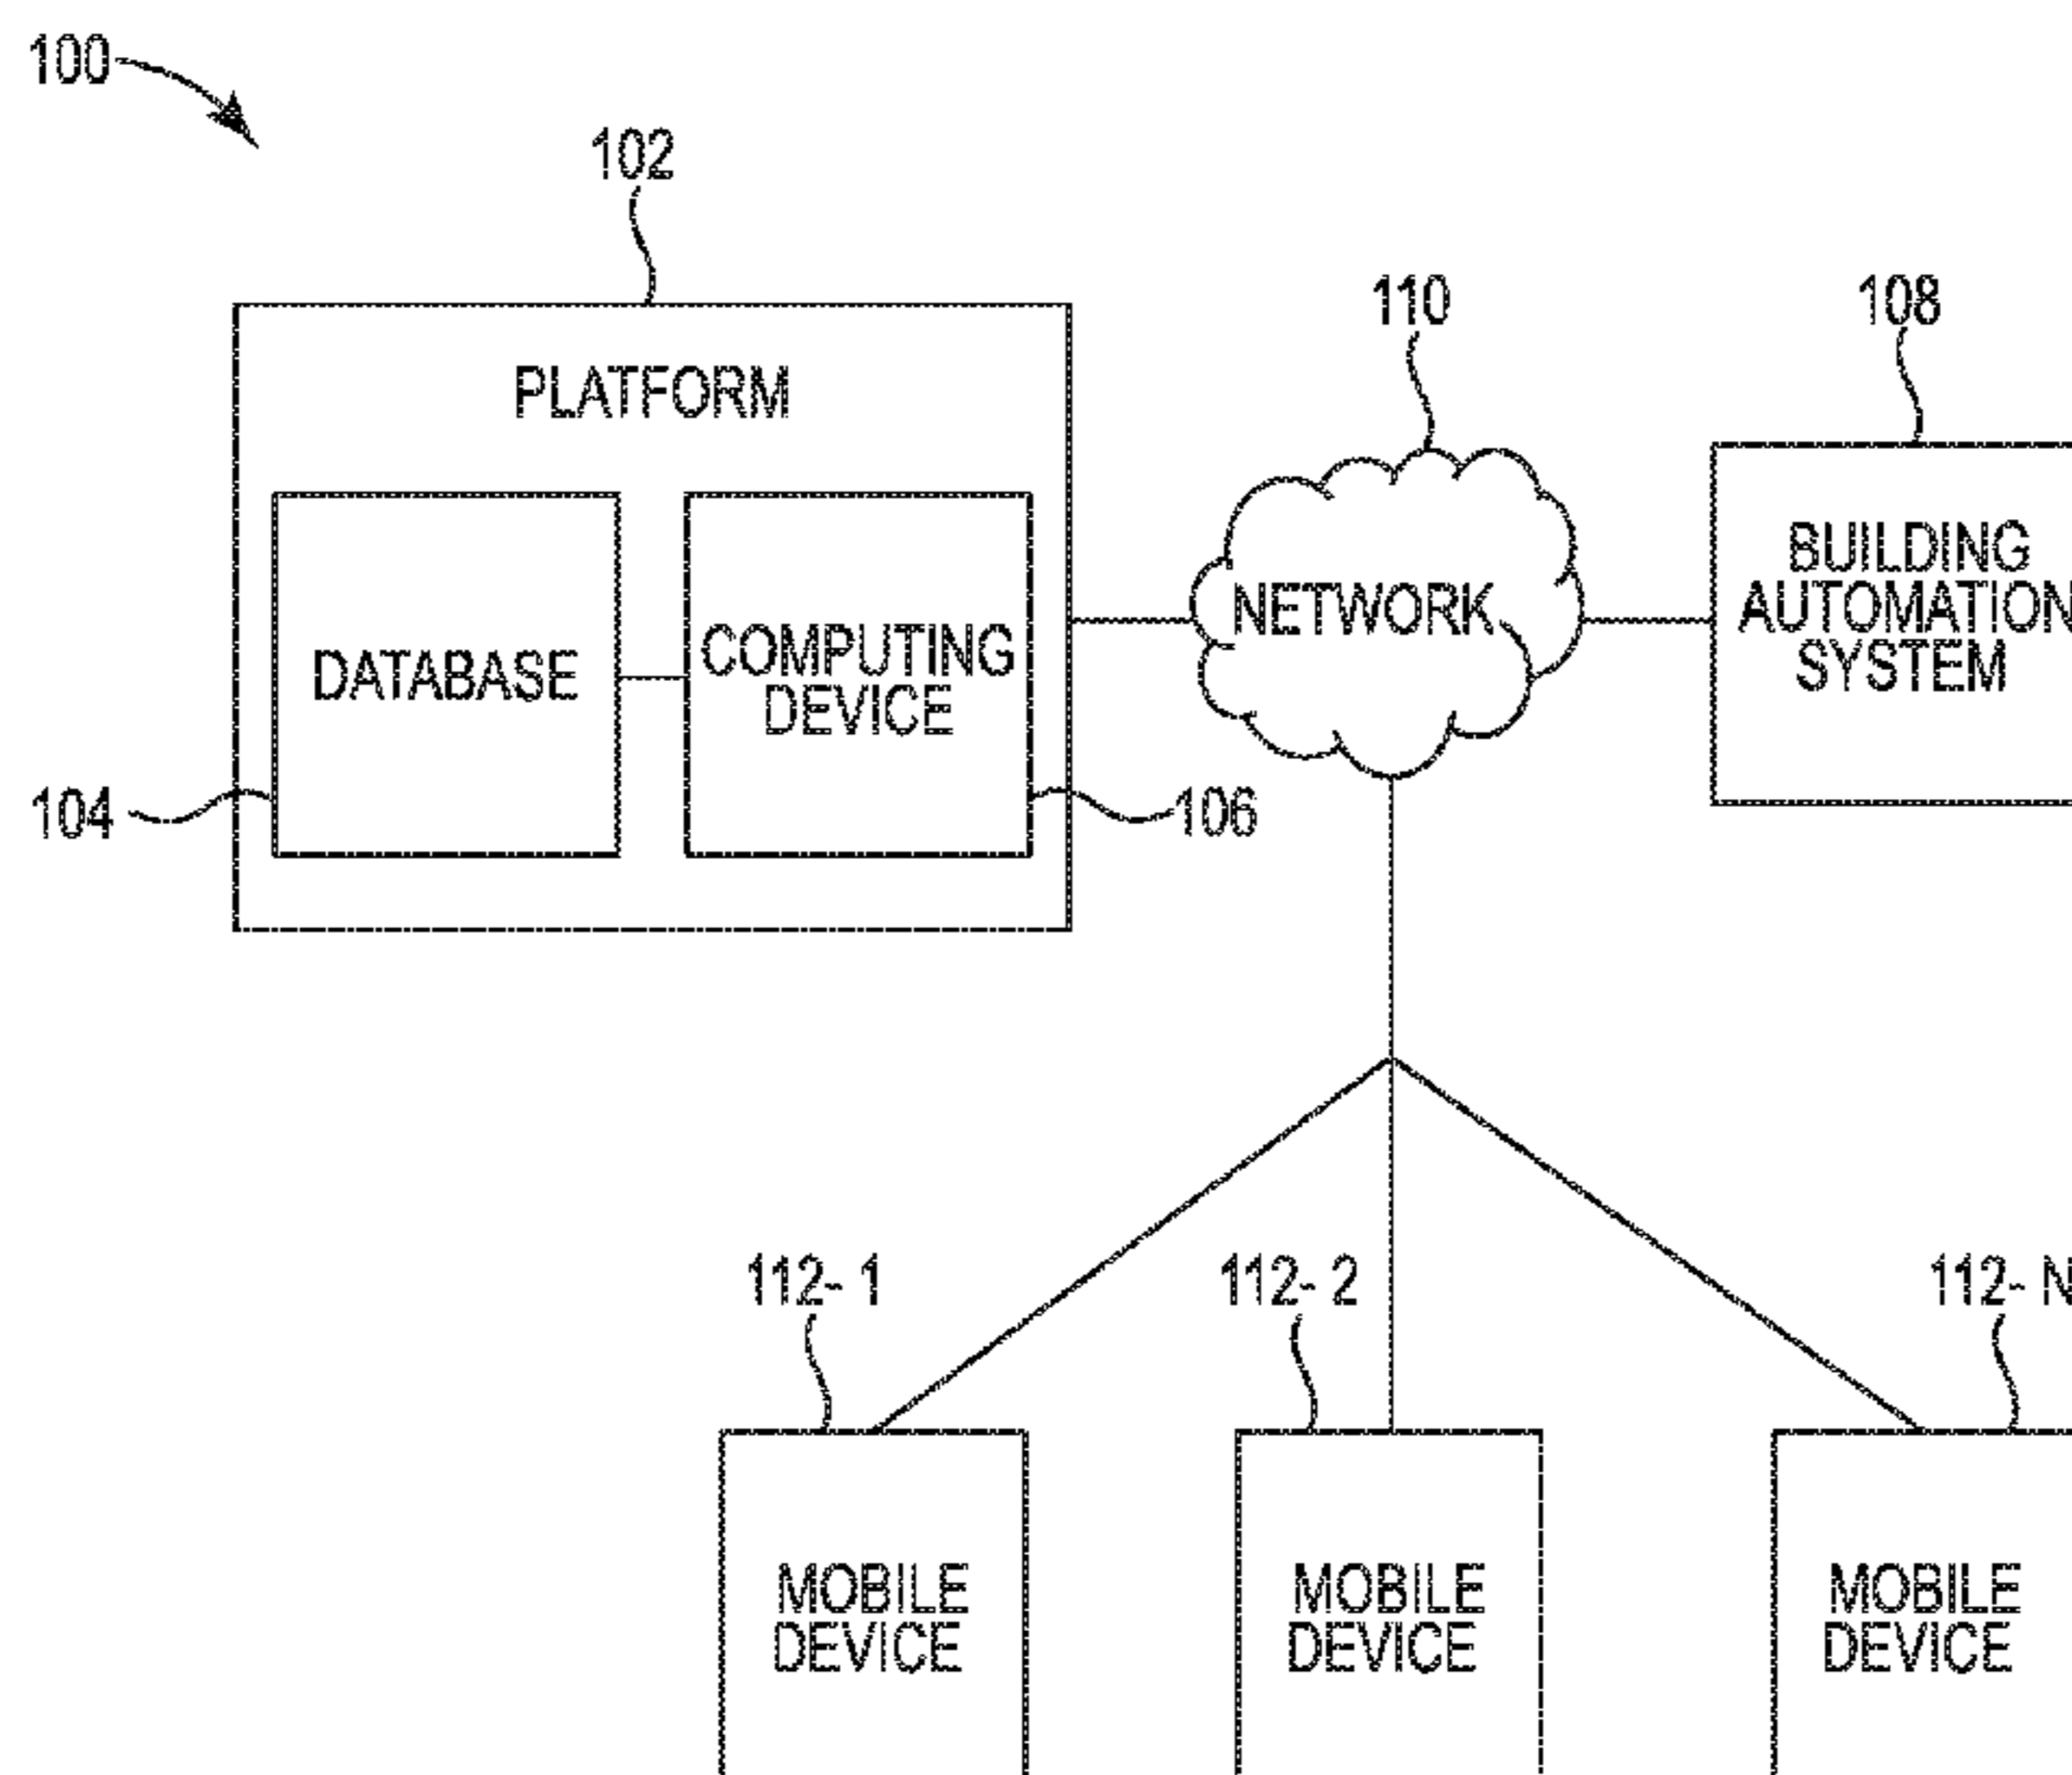 100
102
110
108
PLATFORM
BUILDING
AUTOMATION
SYSTEM
NETWORK
DATABASE
COMPUTING
DEVICE
104
106
112-1
112-2
112-N
MOBILE
DEVICE
MOBILE
DEVICE
MOBILE
DEVICE